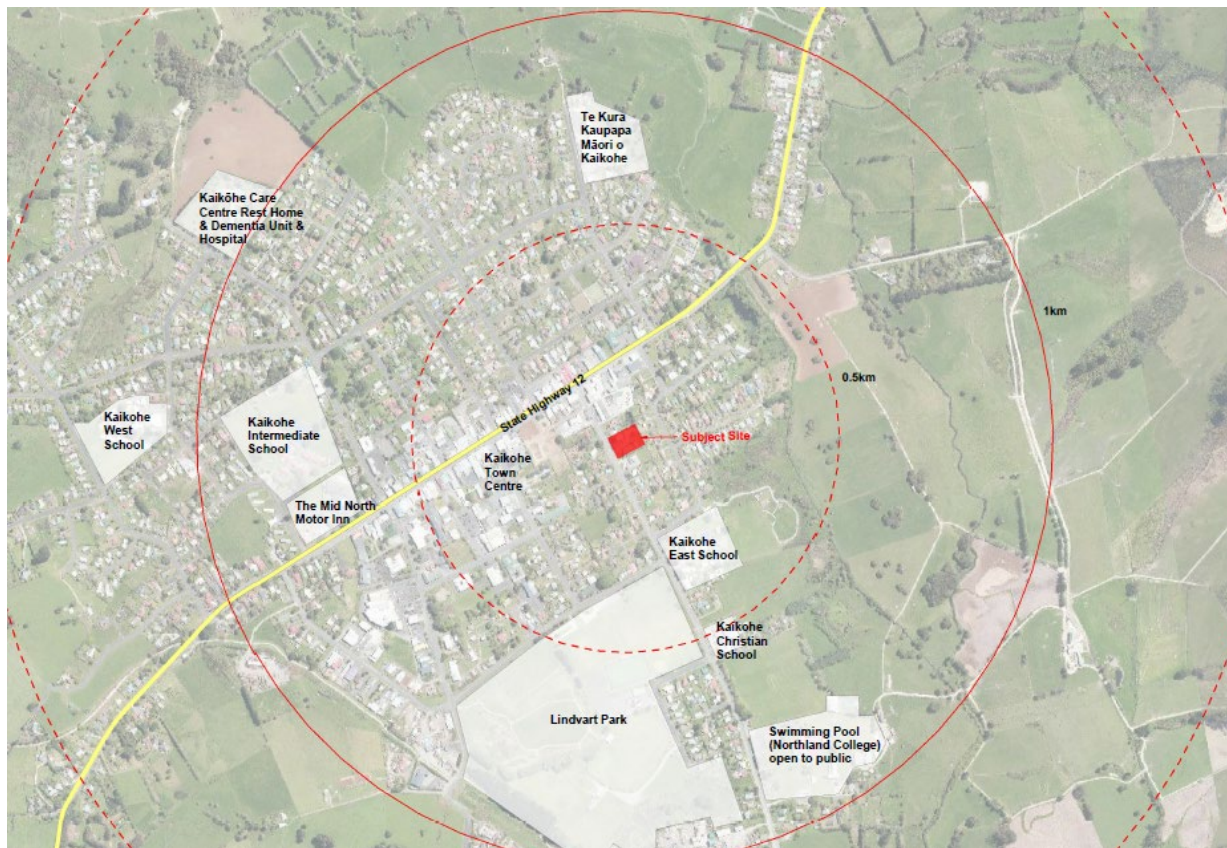 Te Kura
Kaupapa
Māori o
Kaikohe
Kaikōhe Care
Centre Rest Home
& Dementia Unit &
Hospital
1km
0.5km
State Highway 12
Subject Site
Kaikohe
West
School
Kaikohe
Intermediate
School
Kaikohe
Town
Centre
The Mid North
Motor Inn
Kaikohe
East School
Kaikohe
Christian
School
Lindvart Park
Swimming Pool
(Northland College)
open to public